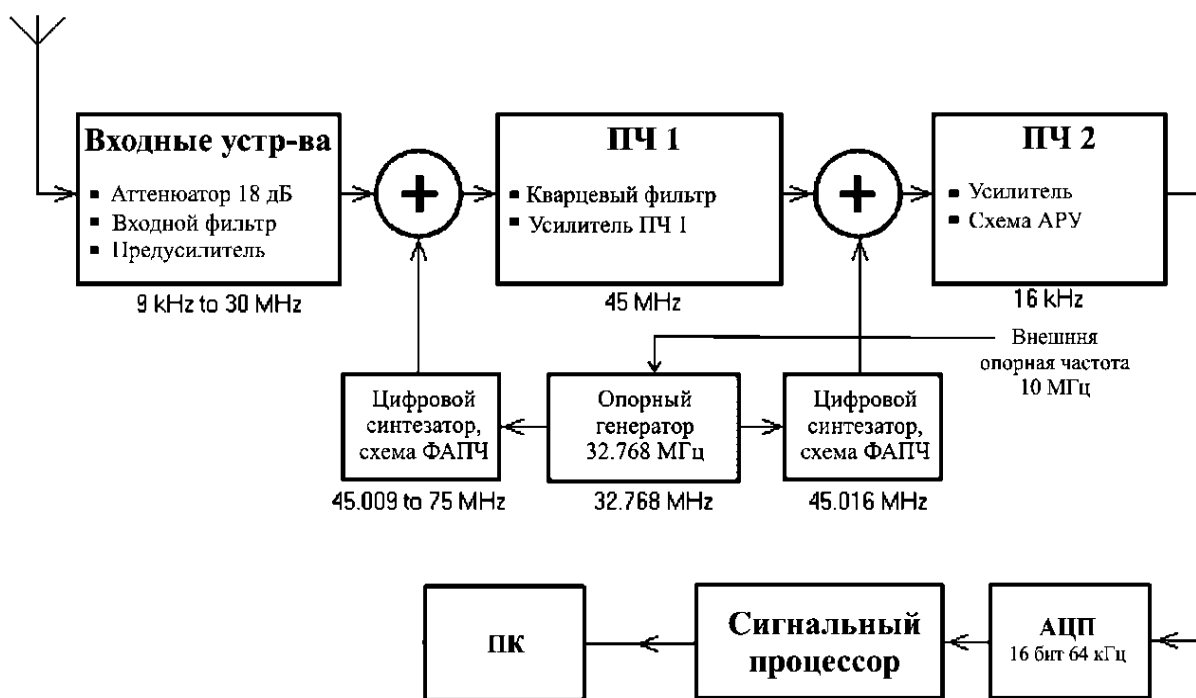 Входные устр-ва
▪ Аттенюатор 18 дБ
▪ Входной фильтр
▪ Предусилитель
9 kHz to 30 MHz
+
ПЧ 1
▪ Кварцевый фильтр
▪ Усилитель ПЧ 1
45 MHz
+
ПЧ 2
▪ Усилитель
▪ Схема АРУ
16 kHz
Внешняя
опорная частота
10 МГц
Цифровой
синтезатор,
схема ФАПЧ
45.009 to 75 MHz
Опорный
генератор
32.768 МГц
32.768 MHz
Цифровой
синтезатор,
схема ФАПЧ
45.016 MHz
ПК
Сигнальный
процессор
АЦП
16 бит 64 кГц